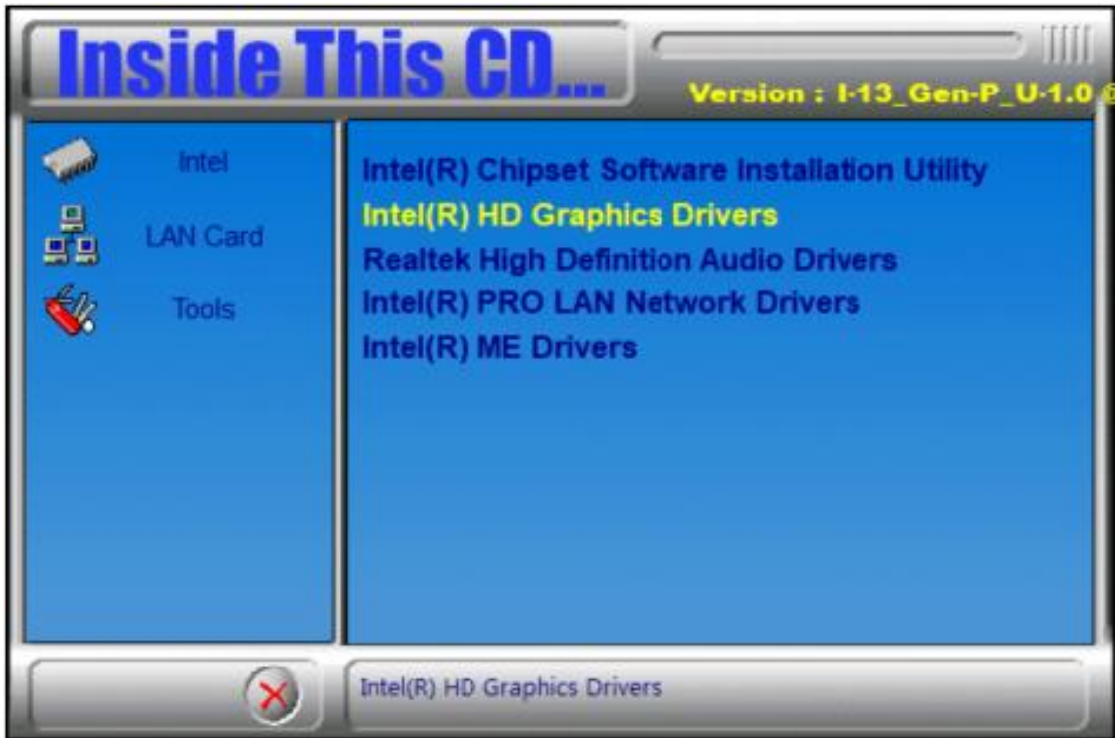 Inside This CD...
Version : I-13_Gen-P_U-1.0
Intel
LAN Card
Tools
Intel(R) Chipset Software Installation Utility
Intel(R) HD Graphics Drivers
Realtek High Definition Audio Drivers
Intel(R) PRO LAN Network Drivers
Intel(R) ME Drivers
Intel(R) HD Graphics Drivers